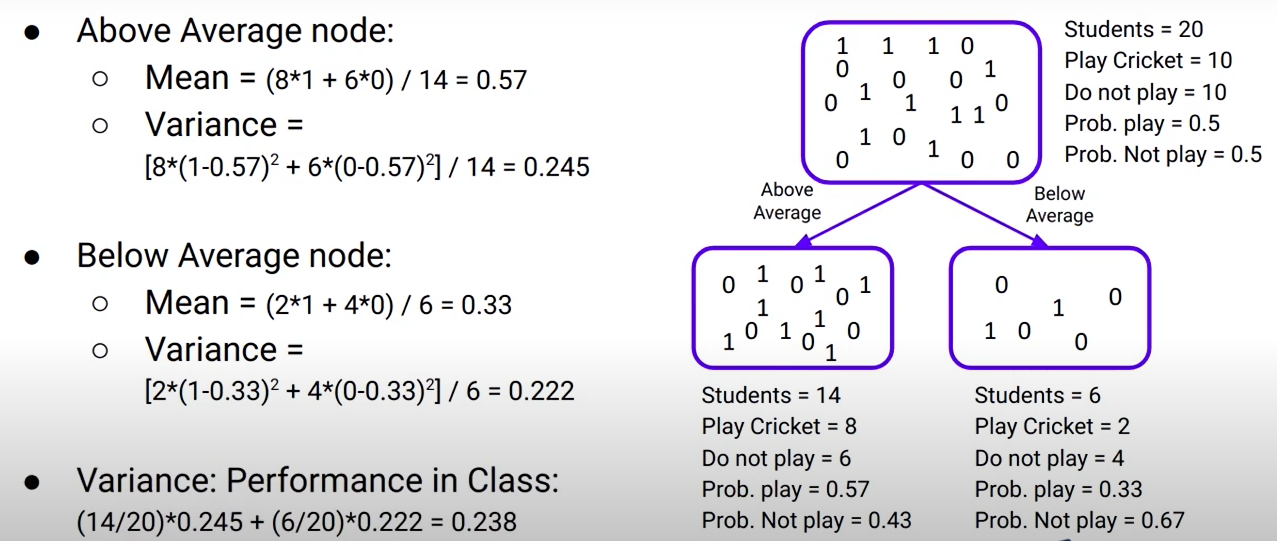 ● Above Average node:
○ Mean = (8*1 + 6*0) / 14 = 0.57
○ Variance =
[8*(1-0.57)² + 6*(0-0.57)²] / 14 = 0.245
● Below Average node:
○ Mean = (2*1 + 4*0) / 6 = 0.33
○ Variance =
[2*(1-0.33)² + 4*(0-0.33)²] / 6 = 0.222
● Variance: Performance in Class:
(14/20)*0.245 + (6/20)*0.222 = 0.238
1 1 1 0
0 0 0 1
0 1 1 1 1 0
1 0 1
0 0 0
Students = 20
Play Cricket = 10
Do not play = 10
Prob. play = 0.5
Prob. Not play = 0.5
Above
Average
Below
Average
0 1 0 1 0 1
1 1
1 0 1 0 1 0
0 1 0
1 0 0
Students = 14
Play Cricket = 8
Do not play = 6
Prob. play = 0.57
Prob. Not play = 0.43
Students = 6
Play Cricket = 2
Do not play = 4
Prob. play = 0.33
Prob. Not play = 0.67